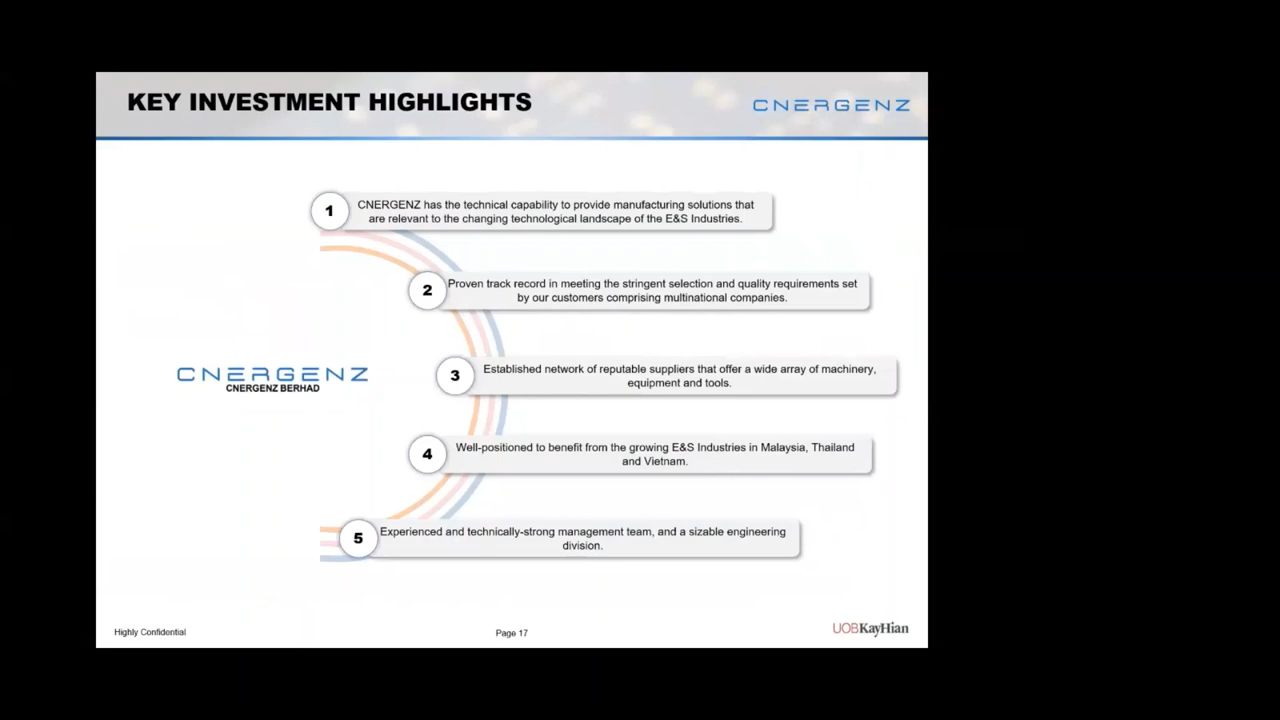 KEY INVESTMENT HIGHLIGHTS
CNERGENZ
1
CNERGENZ has the technical capability to provide manufacturing solutions that
are relevant to the changing technological landscape of the E&S Industries.
2
Proven track record in meeting the stringent selection and quality requirements set
by our customers comprising multinational companies.
3
Established network of reputable suppliers that offer a wide array of machinery,
equipment and tools.
CNERGENZ
CNERGENZ BERHAD
4
Well-positioned to benefit from the growing E&S Industries in Malaysia, Thailand
and Vietnam.
5
Experienced and technically-strong management team, and a sizable engineering
division.
Highly Confidential
Page 17
UOBKayHian